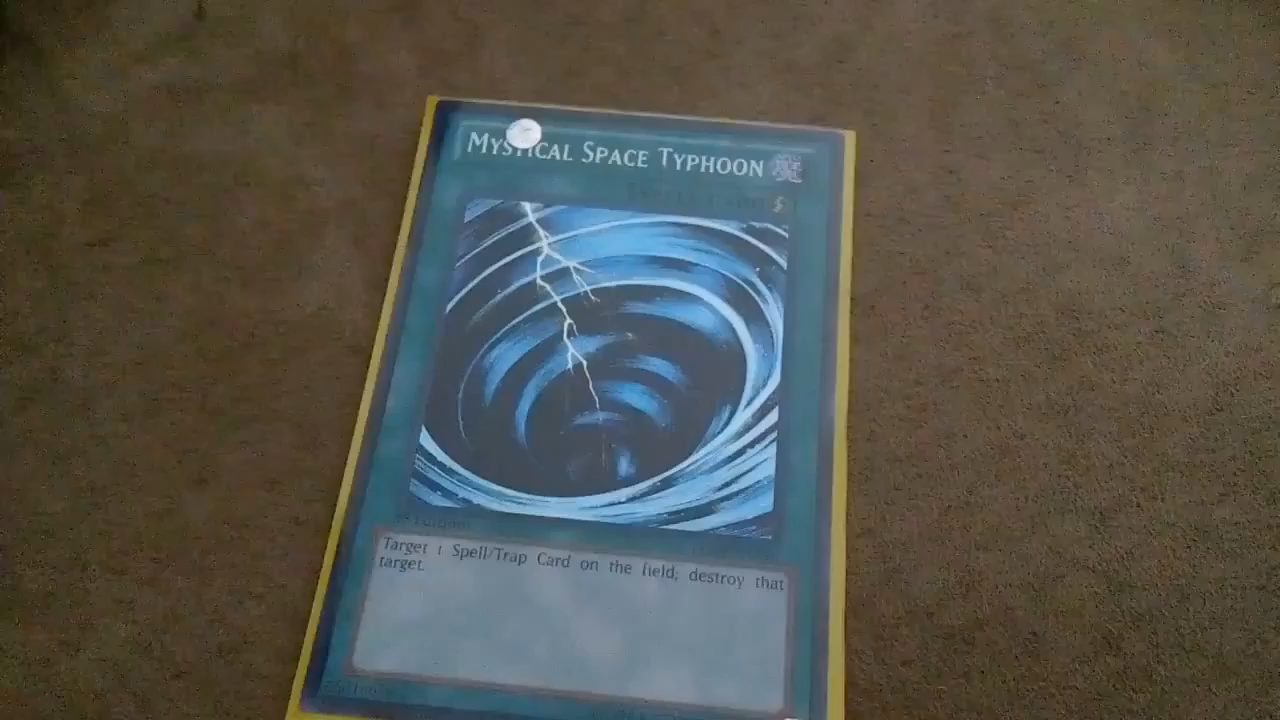 MYSTICAL SPACE TYPHOON
Target 1 Spell/Trap Card on the field; destroy that
target.